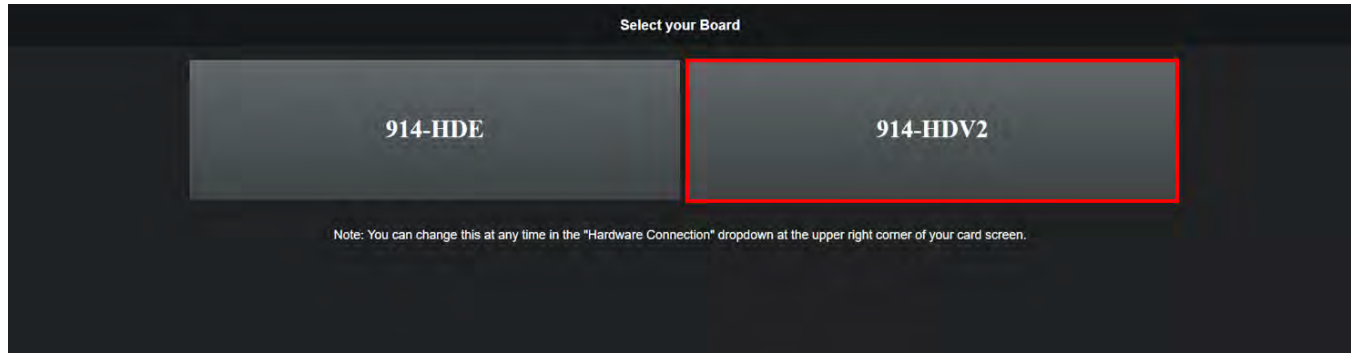 Select your Board
914-HDE
914-HDV2
Note: You can change this at any time in the "Hardware Connection" dropdown at the upper right corner of your card screen.